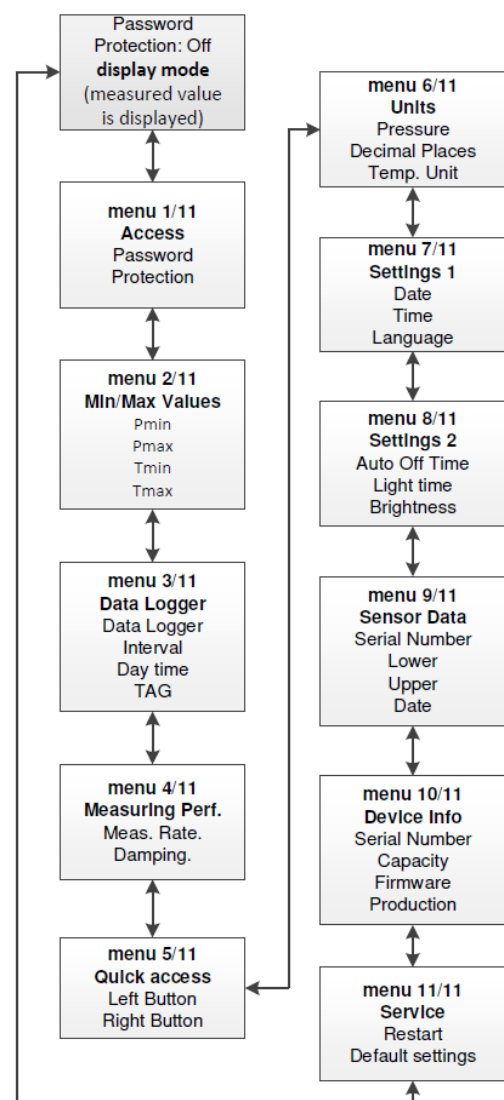 Password
Protection: Off
display mode
(measured value
is displayed)
menu 1/11
Access
Password
Protection
menu 2/11
Min/Max Values
Pmin
Pmax
Tmin
Tmax
menu 3/11
Data Logger
Data Logger
Interval
Day time
TAG
menu 4/11
Measuring Perf.
Meas. Rate.
Damping.
menu 5/11
Quick access
Left Button
Right Button
menu 6/11
Units
Pressure
Decimal Places
Temp. Unit
menu 7/11
Settings 1
Date
Time
Language
menu 8/11
Settings 2
Auto Off Time
Light time
Brightness
menu 9/11
Sensor Data
Serial Number
Lower
Upper
Date
menu 10/11
Device Info
Serial Number
Capacity
Firmware
Production
menu 11/11
Service
Restart
Default settings